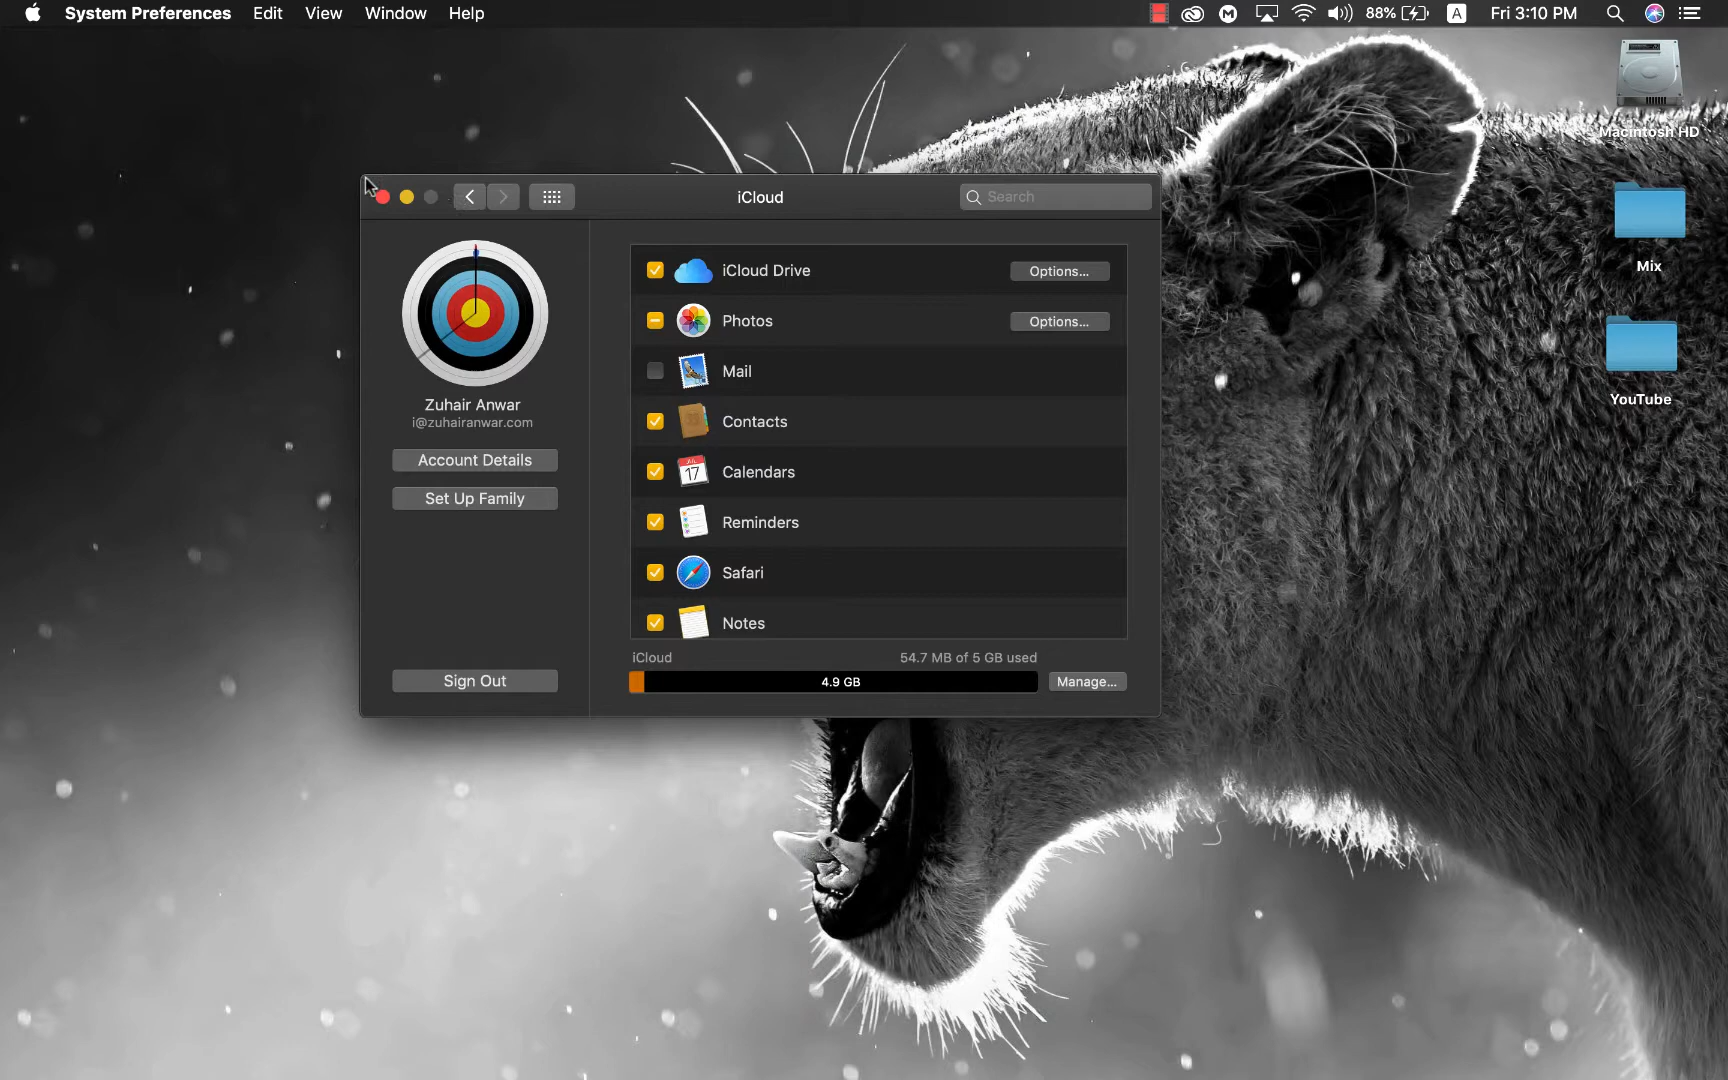 System Preferences Edit View Window Help
88% A Fri 3:10 PM
Macintosh HD
Mix
YouTube
iCloud
Search
Zuhair Anwar
i@zuhairanwar.com
Account Details
Set Up Family
Sign Out
iCloud Drive Options...
Photos Options...
Mail
Contacts
JUL
17
Calendars
Reminders
Safari
Notes
iCloud 54.7 MB of 5 GB used
4.9 GB Manage...